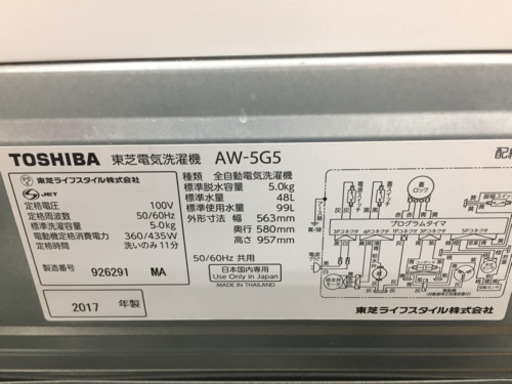 TOSHIBA 東芝電気洗濯機 AW-5G5
東芝ライフスタイル株式会社
JET
定格電圧 100V
定格周波数 50/60Hz
標準洗濯容量 5.0kg
電動機定格消費電力 360/435W
洗いのみ11分
製造番号 926291 MA
2017 年製
種類 全自動電気洗濯機
標準脱水容量 5.0kg
標準水量 48L
標準使用水量 99L
外形寸法 幅 563mm
奥行 580mm
高さ 957mm
50/60Hz 共用
日本国内専用
Use Only in Japan
MADE IN THAILAND
配線
蓋ロック
プログラムタイマ
東芝ライフスタイル株式会社